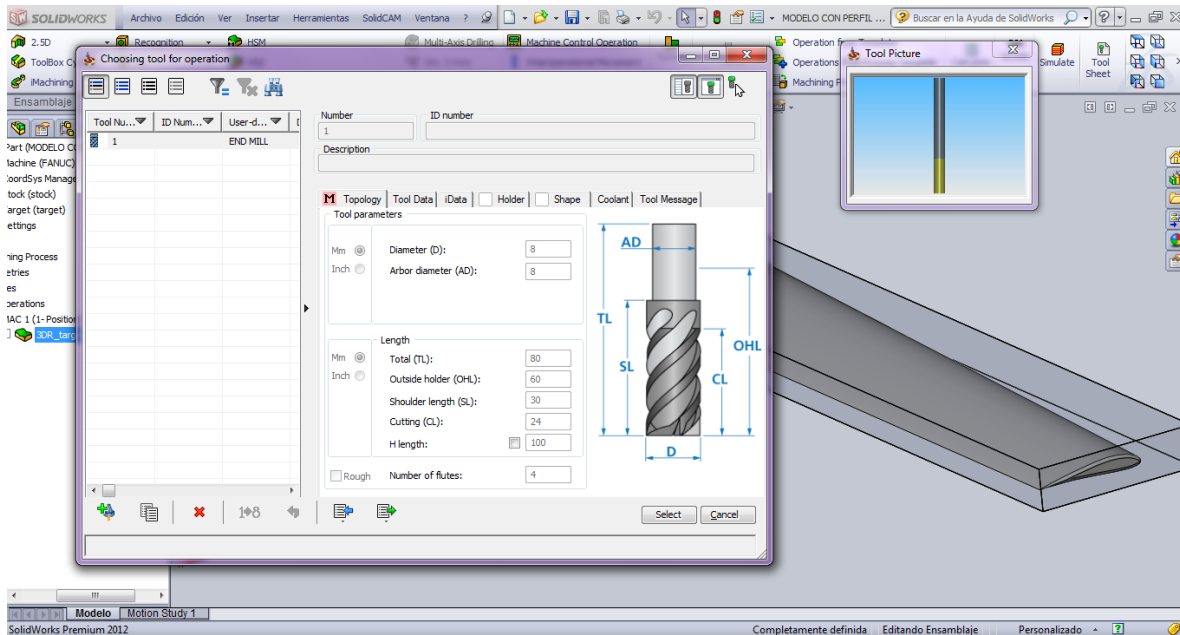 SOLIDWORKS Archivo Edición Ver Insertar Herramientas SolidCAM Ventana ? MODELO CON PERFIL ... Buscar en la Ayuda de SolidWorks
2.5D Recognition HSM Multi-Axis Drilling Machine Control Operation
ToolBox
iMachining
Operation
Operations
Machining
Simulate
Tool
Sheet
Ensamblaje
Part (MODELO
Machine (FANUC)
CoordSys Manage
tock (stock)
target (target)
ettings
ning Process
etries
es
perations
MAC 1 (1- Position
3DR_targ
Choosing tool for operation
Tool Nu... ID Num... User-d...
1 END MILL
Number ID number
1
Description
M Topology Tool Data iData Holder Shape Coolant Tool Message
Tool parameters
Mm
Inch
Diameter (D): 8
Arbor diameter (AD): 8
Length
Mm
Inch
Total (TL): 80
Outside holder (OHL): 60
Shoulder length (SL): 30
Cutting (CL): 24
H length: 100
Rough Number of flutes: 4
AD
TL
OHL
SL
CL
D
1 8
Select Cancel
Tool Picture
Modelo Motion Study 1
SolidWorks Premium 2012 Completamente definida Editando Ensamblaje Personalizado